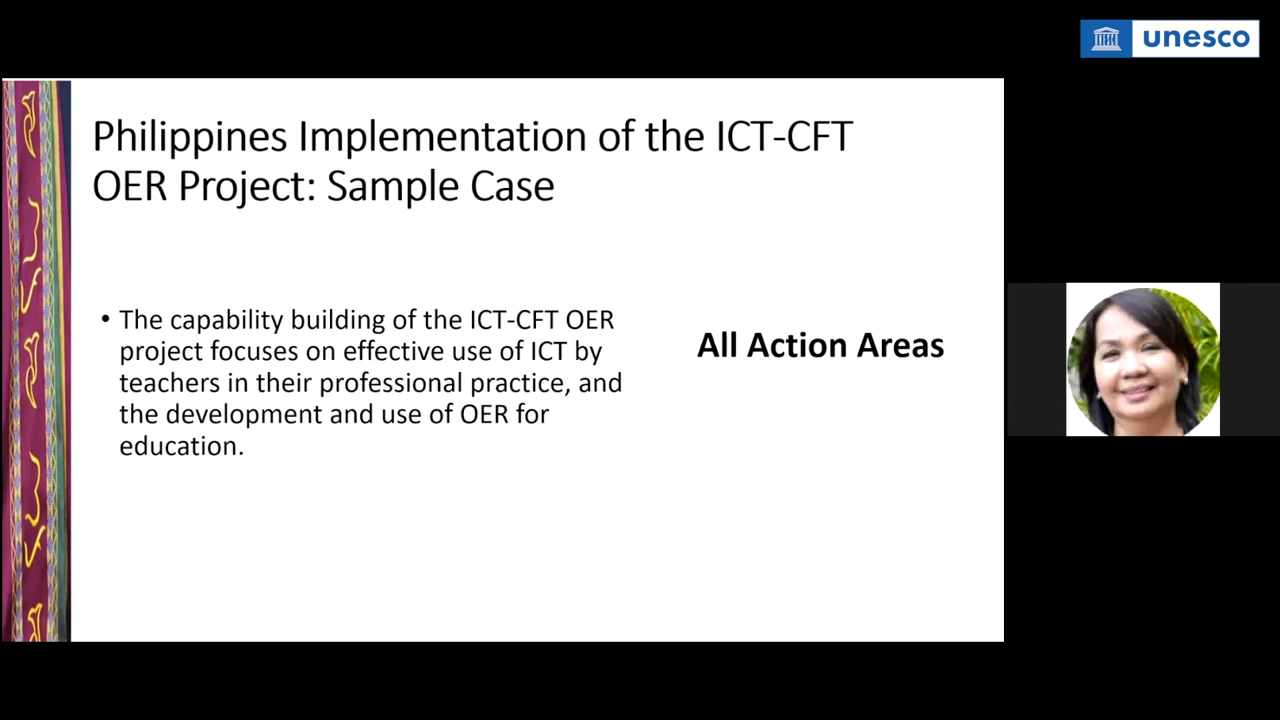 unesco
Philippines Implementation of the ICT-CFT
OER Project: Sample Case
• The capability building of the ICT-CFT OER
project focuses on effective use of ICT by
teachers in their professional practice, and
the development and use of OER for
education.
All Action Areas